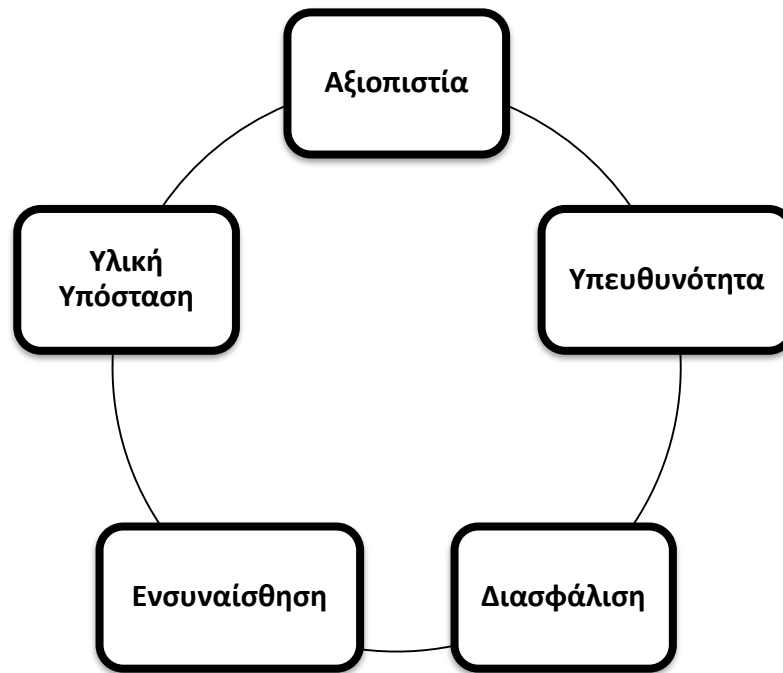 Αξιοπιστία
Υπευθυνότητα
Διασφάλιση
Ενσυναίσθηση
Υλική
Υπόσταση